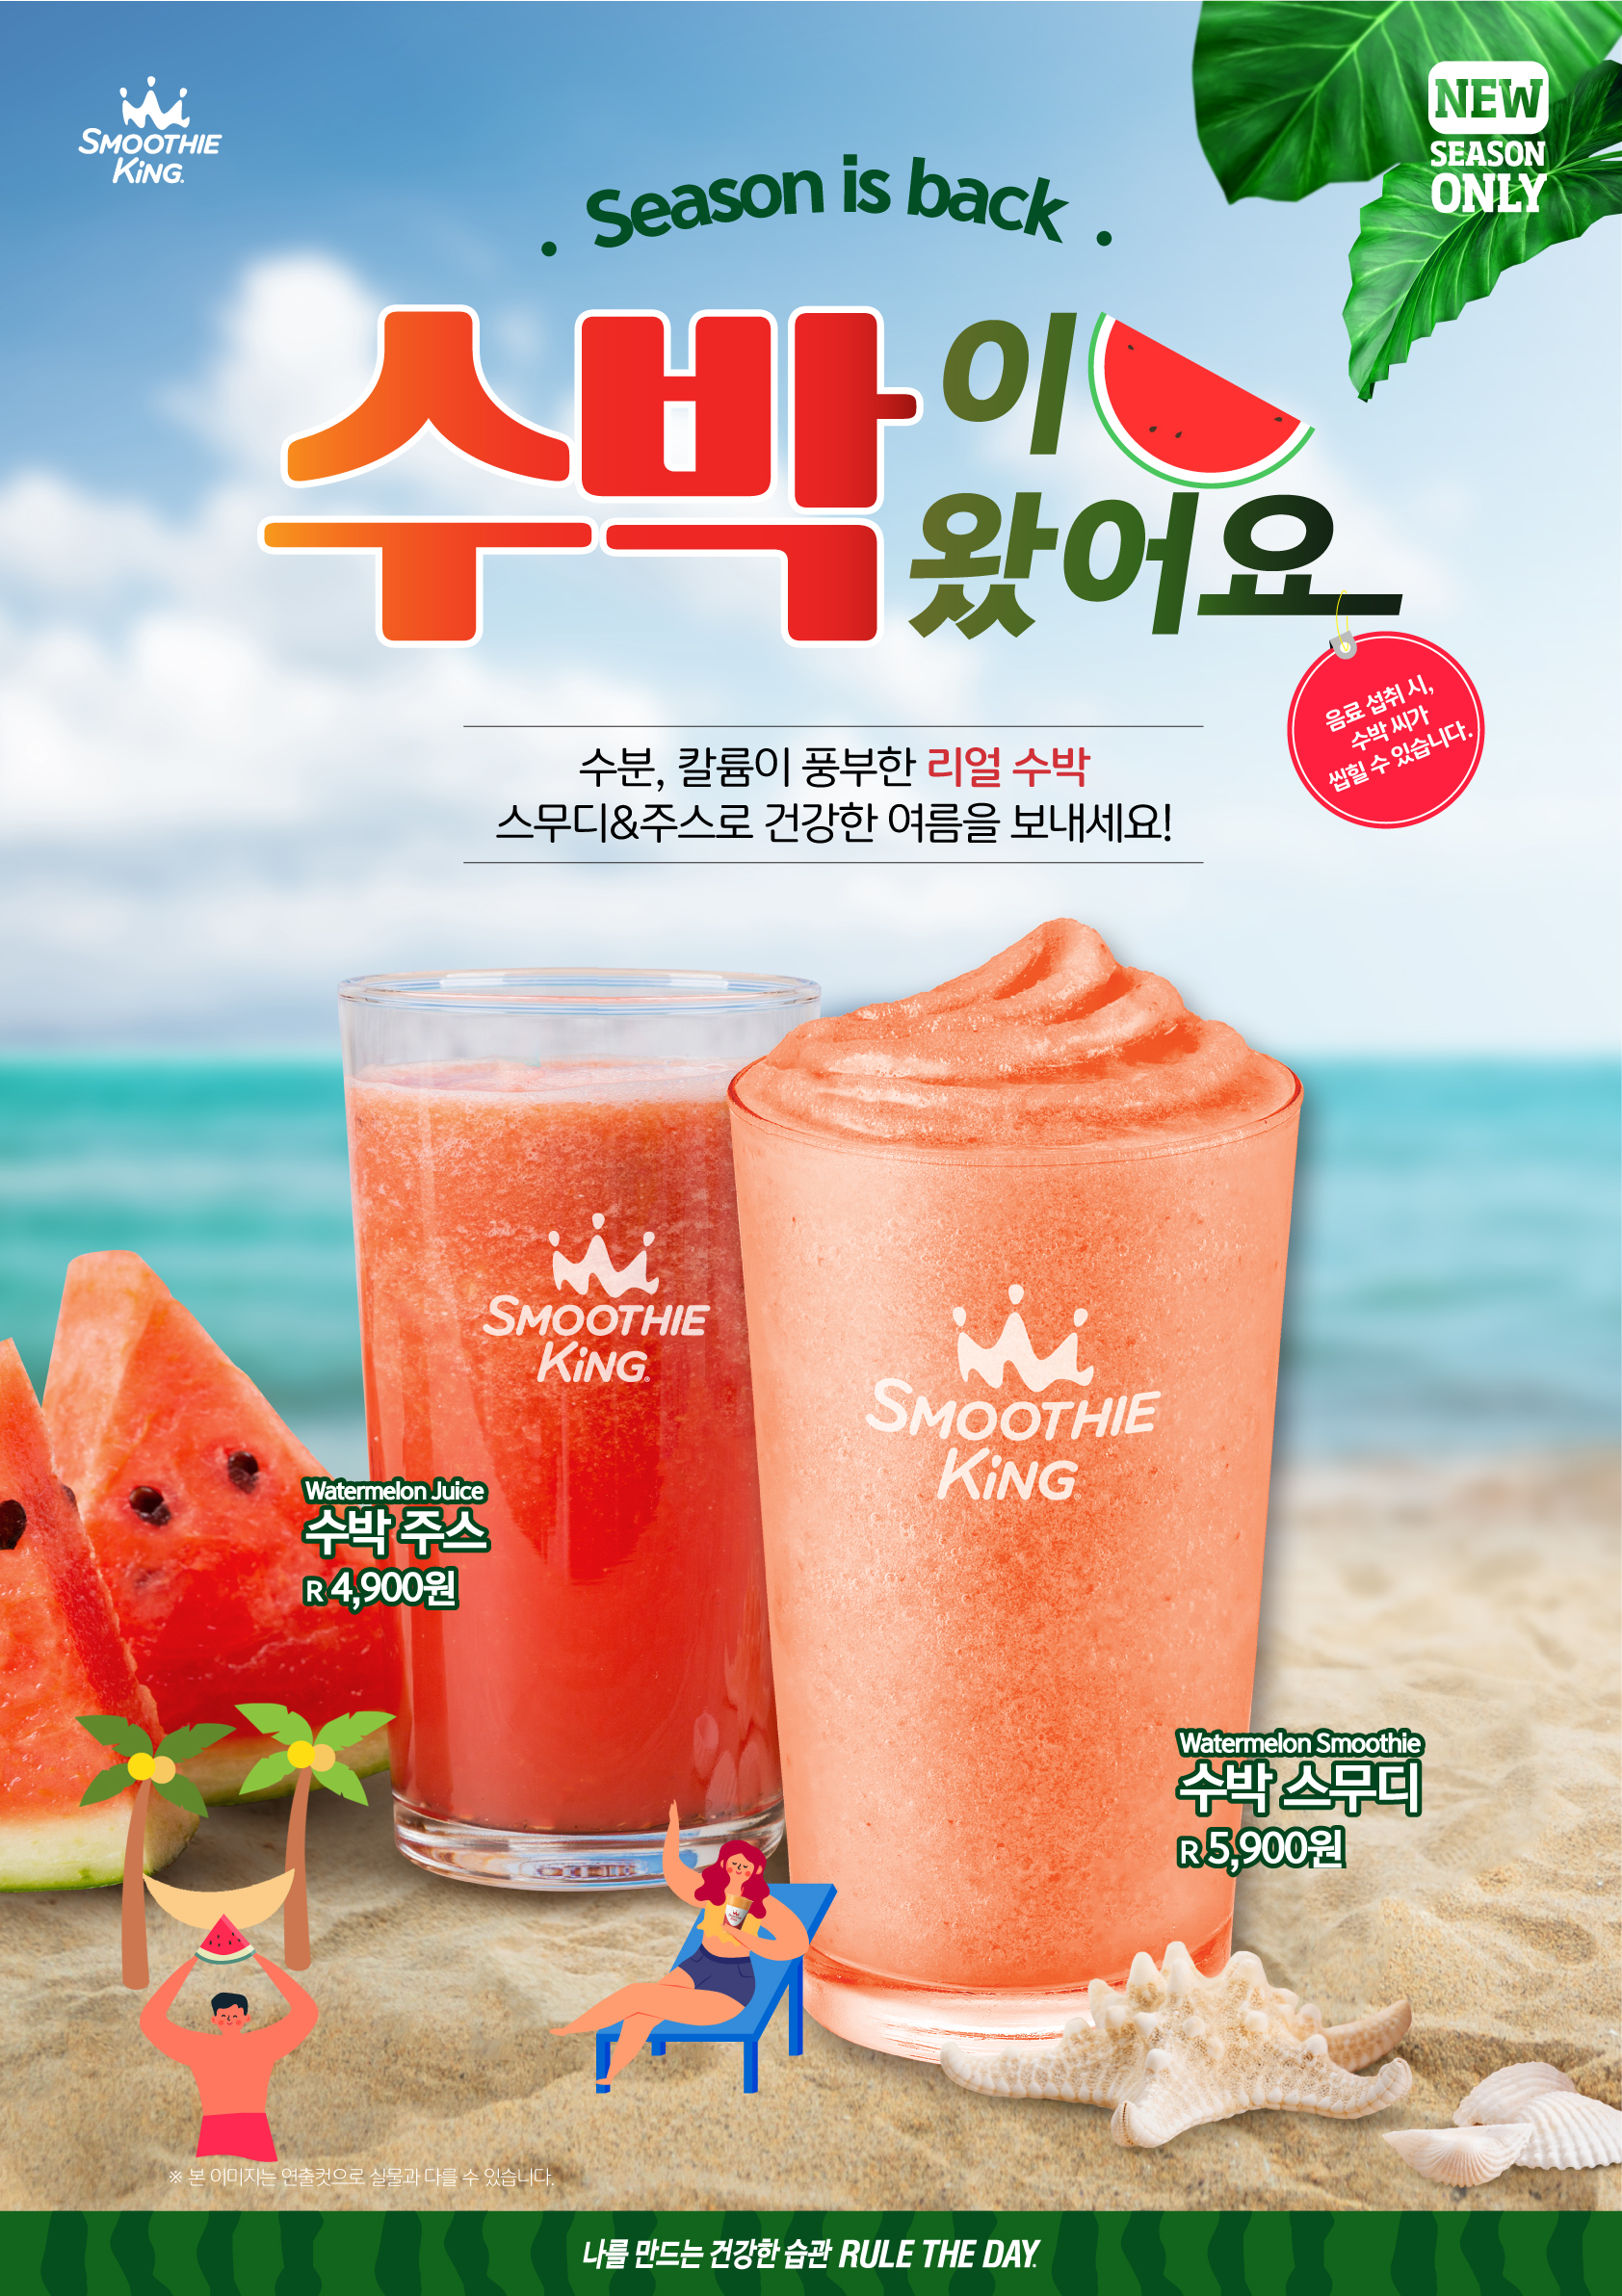 SMOOTHIE
KiNG.
NEW
SEASON
ONLY
. Season is back .
수박이
왔어요
음료 섭취 시,
수박 씨가
씹힐 수 있습니다.
수분, 칼륨이 풍부한 리얼 수박
스무디&주스로 건강한 여름을 보내세요!
SMOOTHIE
KiNG
SMOOTHIE
KiNG
Watermelon Juice
수박 주스
R 4,900원
Watermelon Smoothie
수박 스무디
R 5,900원
※ 본 이미지는 연출컷으로 실물과 다를 수 있습니다.
나를 만드는 건강한 습관 RULE THE DAY.